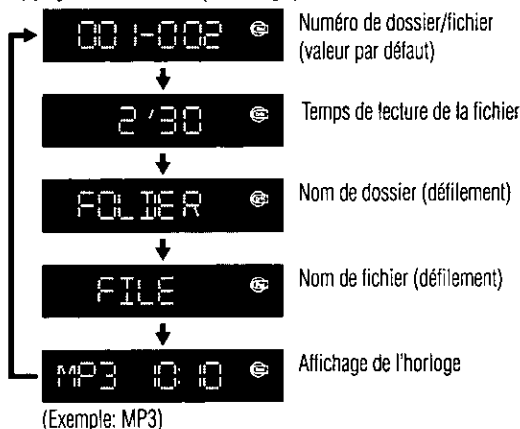 001-002
Numéro de dossier/fichier
(valeur par défaut)
2'30
Temps de lecture de la fichier
FOLDER
Nom de dossier (défilement)
FILE
Nom de fichier (défilement)
MP3 10:10
Affichage de l'horloge
(Exemple: MP3)